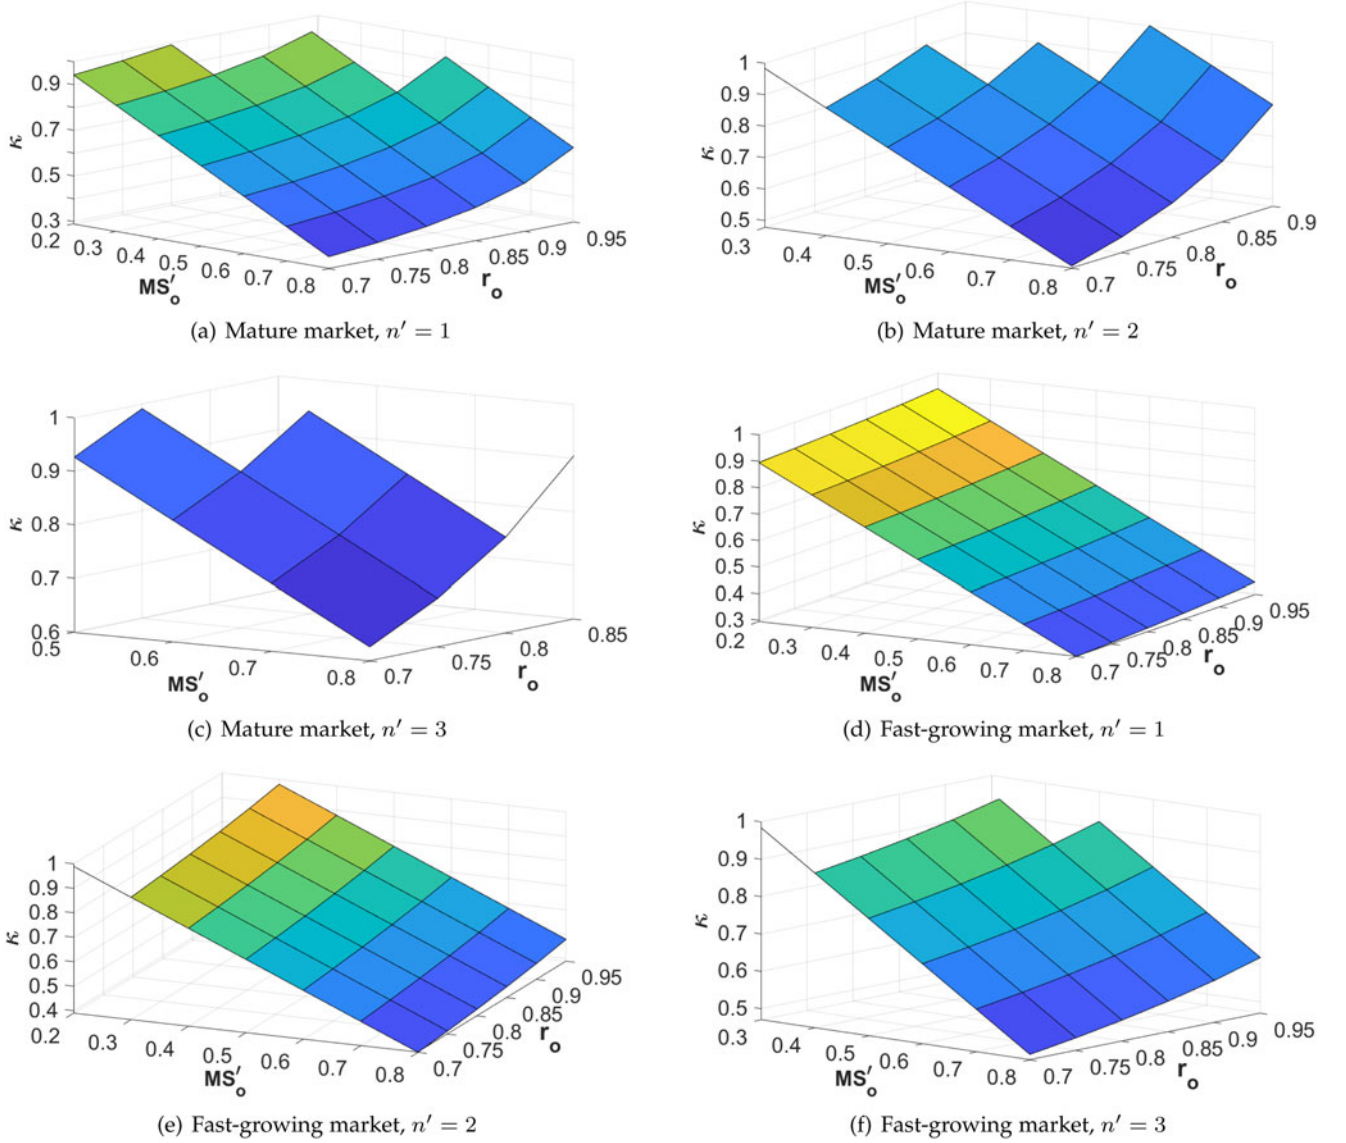 0.9
0.7
0.5
0.3
κ
0.2 0.3 0.4 0.5 0.6 0.7 0.8
MS′o
0.7 0.75 0.8 0.85 0.9 0.95
ro
(a) Mature market, n′ = 1
1
0.9
0.8
0.7
0.6
0.5
κ
0.3 0.4 0.5 0.6 0.7 0.8
MS′o
0.7 0.75 0.8 0.85 0.9
ro
(b) Mature market, n′ = 2
1
0.9
0.8
0.7
0.6
κ
0.5 0.6 0.7 0.8
MS′o
0.7 0.75 0.8 0.85
ro
(c) Mature market, n′ = 3
1
0.9
0.8
0.7
0.6
0.5
0.4
0.3
κ
0.2 0.3 0.4 0.5 0.6 0.7 0.8
MS′o
0.7 0.75 0.8 0.85 0.9 0.95
ro
(d) Fast-growing market, n′ = 1
1
0.9
0.8
0.7
0.6
0.5
0.4
κ
0.2 0.3 0.4 0.5 0.6 0.7 0.8
MS′o
0.7 0.75 0.8 0.85 0.9 0.95
ro
(e) Fast-growing market, n′ = 2
1
0.9
0.8
0.7
0.6
0.5
κ
0.3 0.4 0.5 0.6 0.7 0.8
MS′o
0.7 0.75 0.8 0.85 0.9 0.95
ro
(f) Fast-growing market, n′ = 3